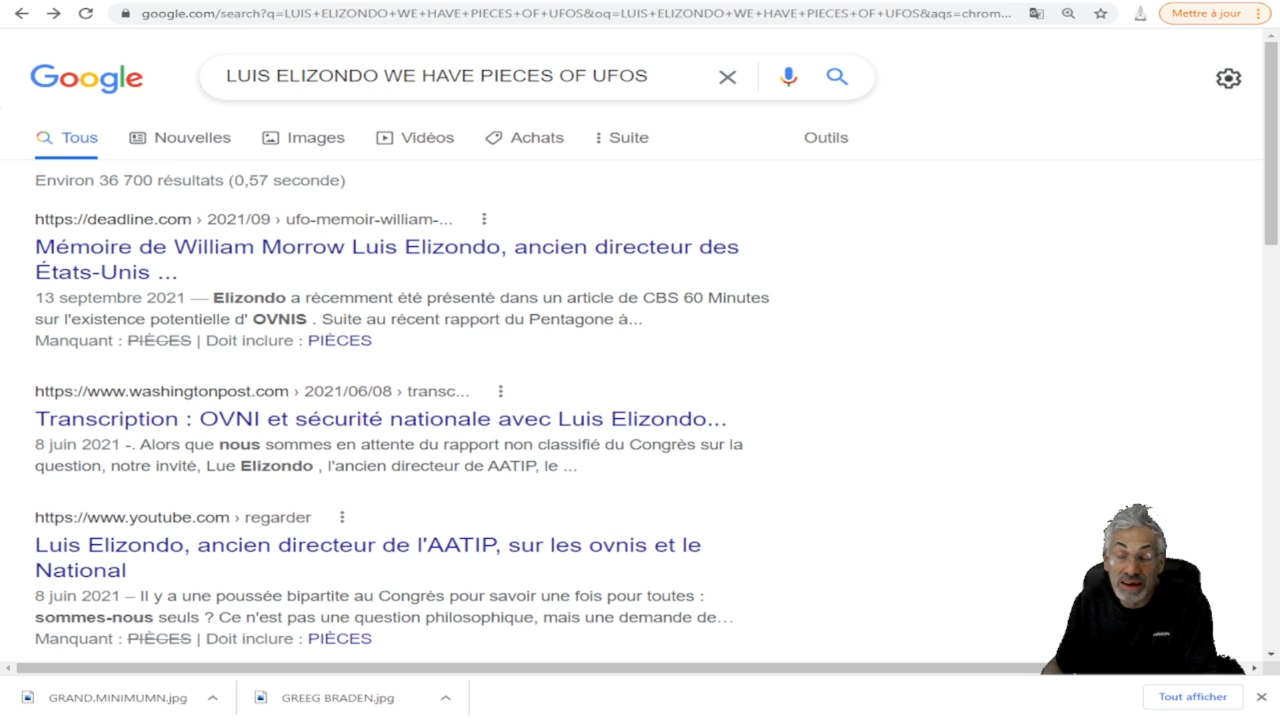 google.com/search?q=LUIS+ELIZONDO+WE+HAVE+PIECES+OF+UFOS&oq=LUIS+ELIZONDO+WE+HAVE+PIECES+OF+UFOS&aqs=chrom...
Mettre à jour
Google
LUIS ELIZONDO WE HAVE PIECES OF UFOS
Tous Nouvelles Images Vidéos Achats Suite Outils
Environ 36 700 résultats (0,57 seconde)
https://deadline.com › 2021/09 › ufo-memoir-william-...
Mémoire de William Morrow Luis Elizondo, ancien directeur des
États-Unis ...
13 septembre 2021 — Elizondo a récemment été présenté dans un article de CBS 60 Minutes
sur l'existence potentielle d' OVNIS . Suite au récent rapport du Pentagone à...
Manquant : PIÈCES | Doit inclure : PIÈCES
https://www.washingtonpost.com › 2021/06/08 › transc...
Transcription : OVNI et sécurité nationale avec Luis Elizondo...
8 juin 2021 -. Alors que nous sommes en attente du rapport non classifié du Congrès sur la
question, notre invité, Lue Elizondo , l'ancien directeur de AATIP, le ...
https://www.youtube.com › regarder
Luis Elizondo, ancien directeur de l'AATIP, sur les ovnis et le
National
8 juin 2021 – Il y a une poussée bipartite au Congrès pour savoir une fois pour toutes :
sommes-nous seuls ? Ce n'est pas une question philosophique, mais une demande de...
Manquant : PIÈCES | Doit inclure : PIÈCES
GRAND.MINIMUMN.jpg
GREEG BRADEN.jpg
Tout afficher